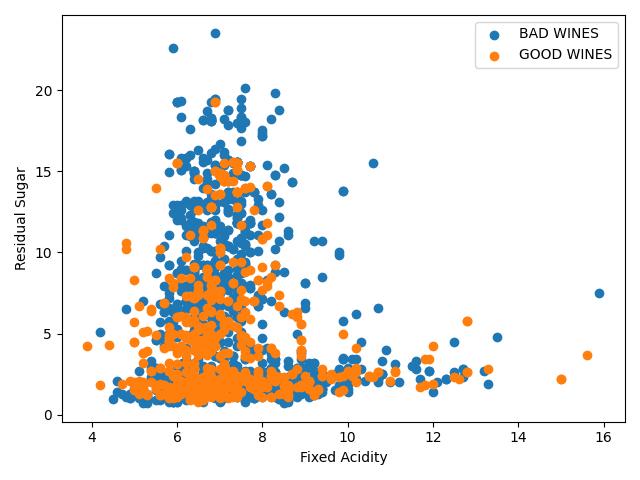 BAD WINES
GOOD WINES
20
15
10
5
0
Residual Sugar
4 6 8 10 12 14 16
Fixed Acidity